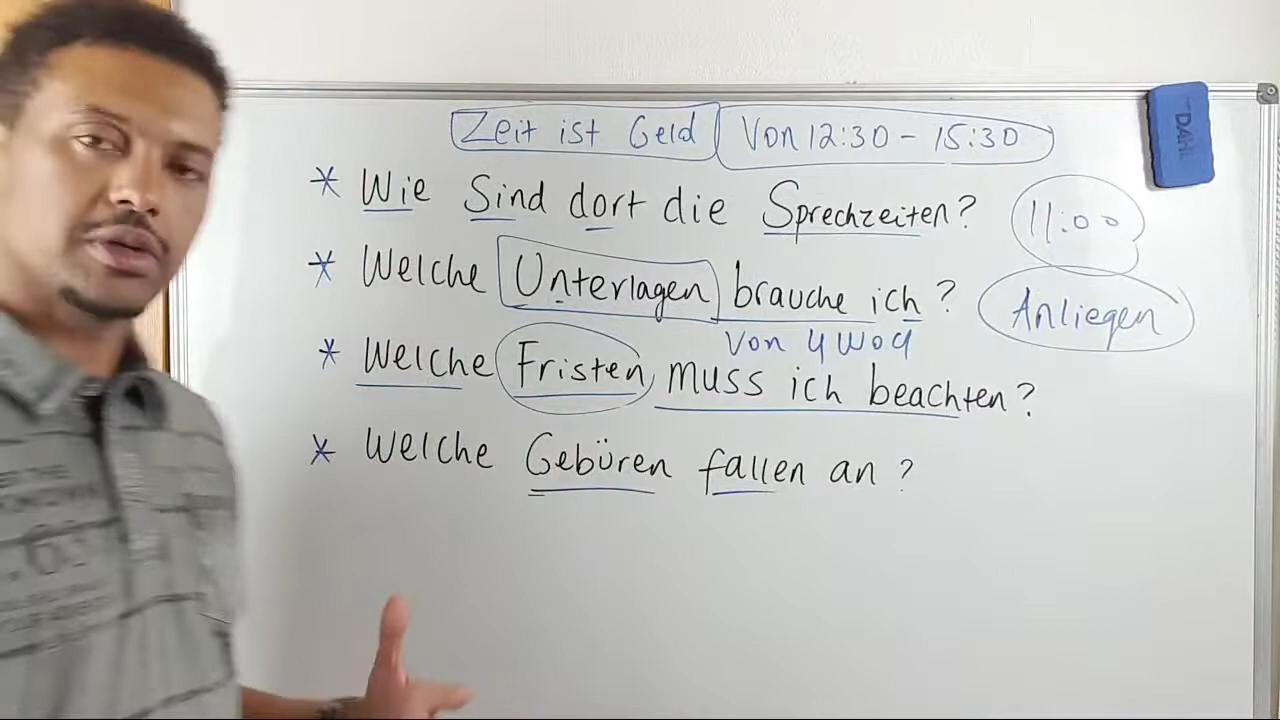 Zeit ist Geld Von 12:30 - 15:30
* Wie Sind dort die Sprechzeiten? 11:00
* Welche Unterlagen brauche ich? Anliegen
Von 4 Wo
* Welche Fristen muss ich beachten?
* Welche Gebüren fallen an?
DAHL